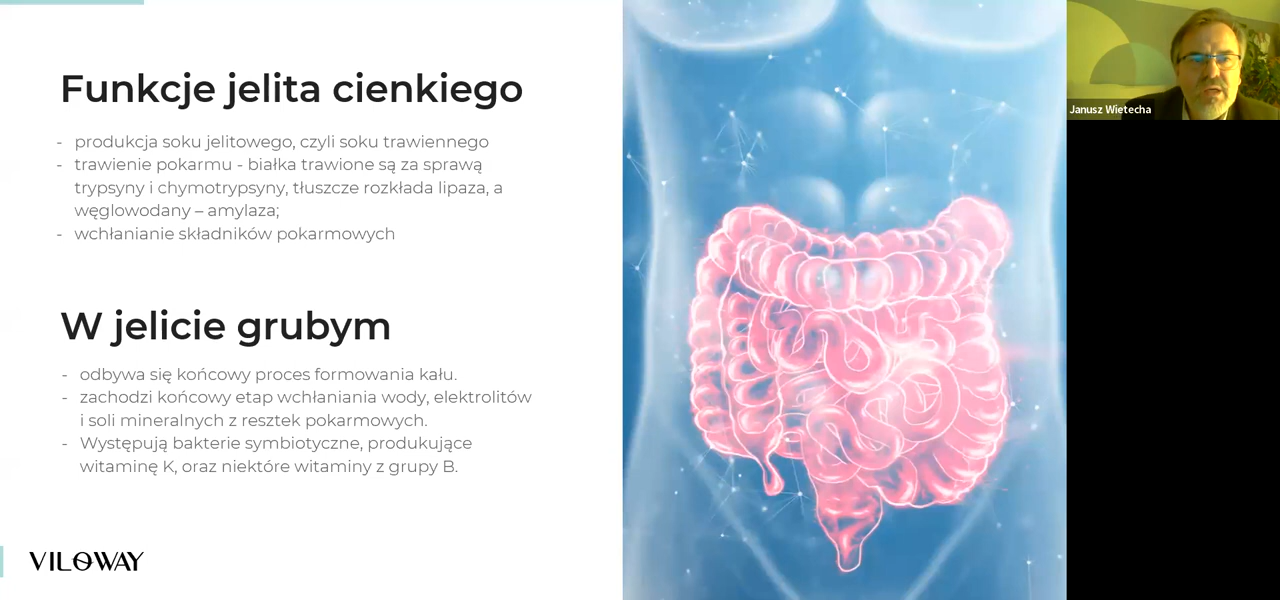 Funkcje jelita cienkiego
- produkcja soku jelitowego, czyli soku trawiennego
- trawienie pokarmu - białka trawione są za sprawą
trypsyny i chymotrypsyny, tłuszcze rozkłada lipaza, a
węglowodany – amylaza;
- wchłanianie składników pokarmowych
W jelicie grubym
- odbywa się końcowy proces formowania kału.
- zachodzi końcowy etap wchłaniania wody, elektrolitów
i soli mineralnych z resztek pokarmowych.
- Występują bakterie symbiotyczne, produkujące
witaminę K, oraz niektóre witaminy z grupy B.
VILOWAY
Janusz Wietecha